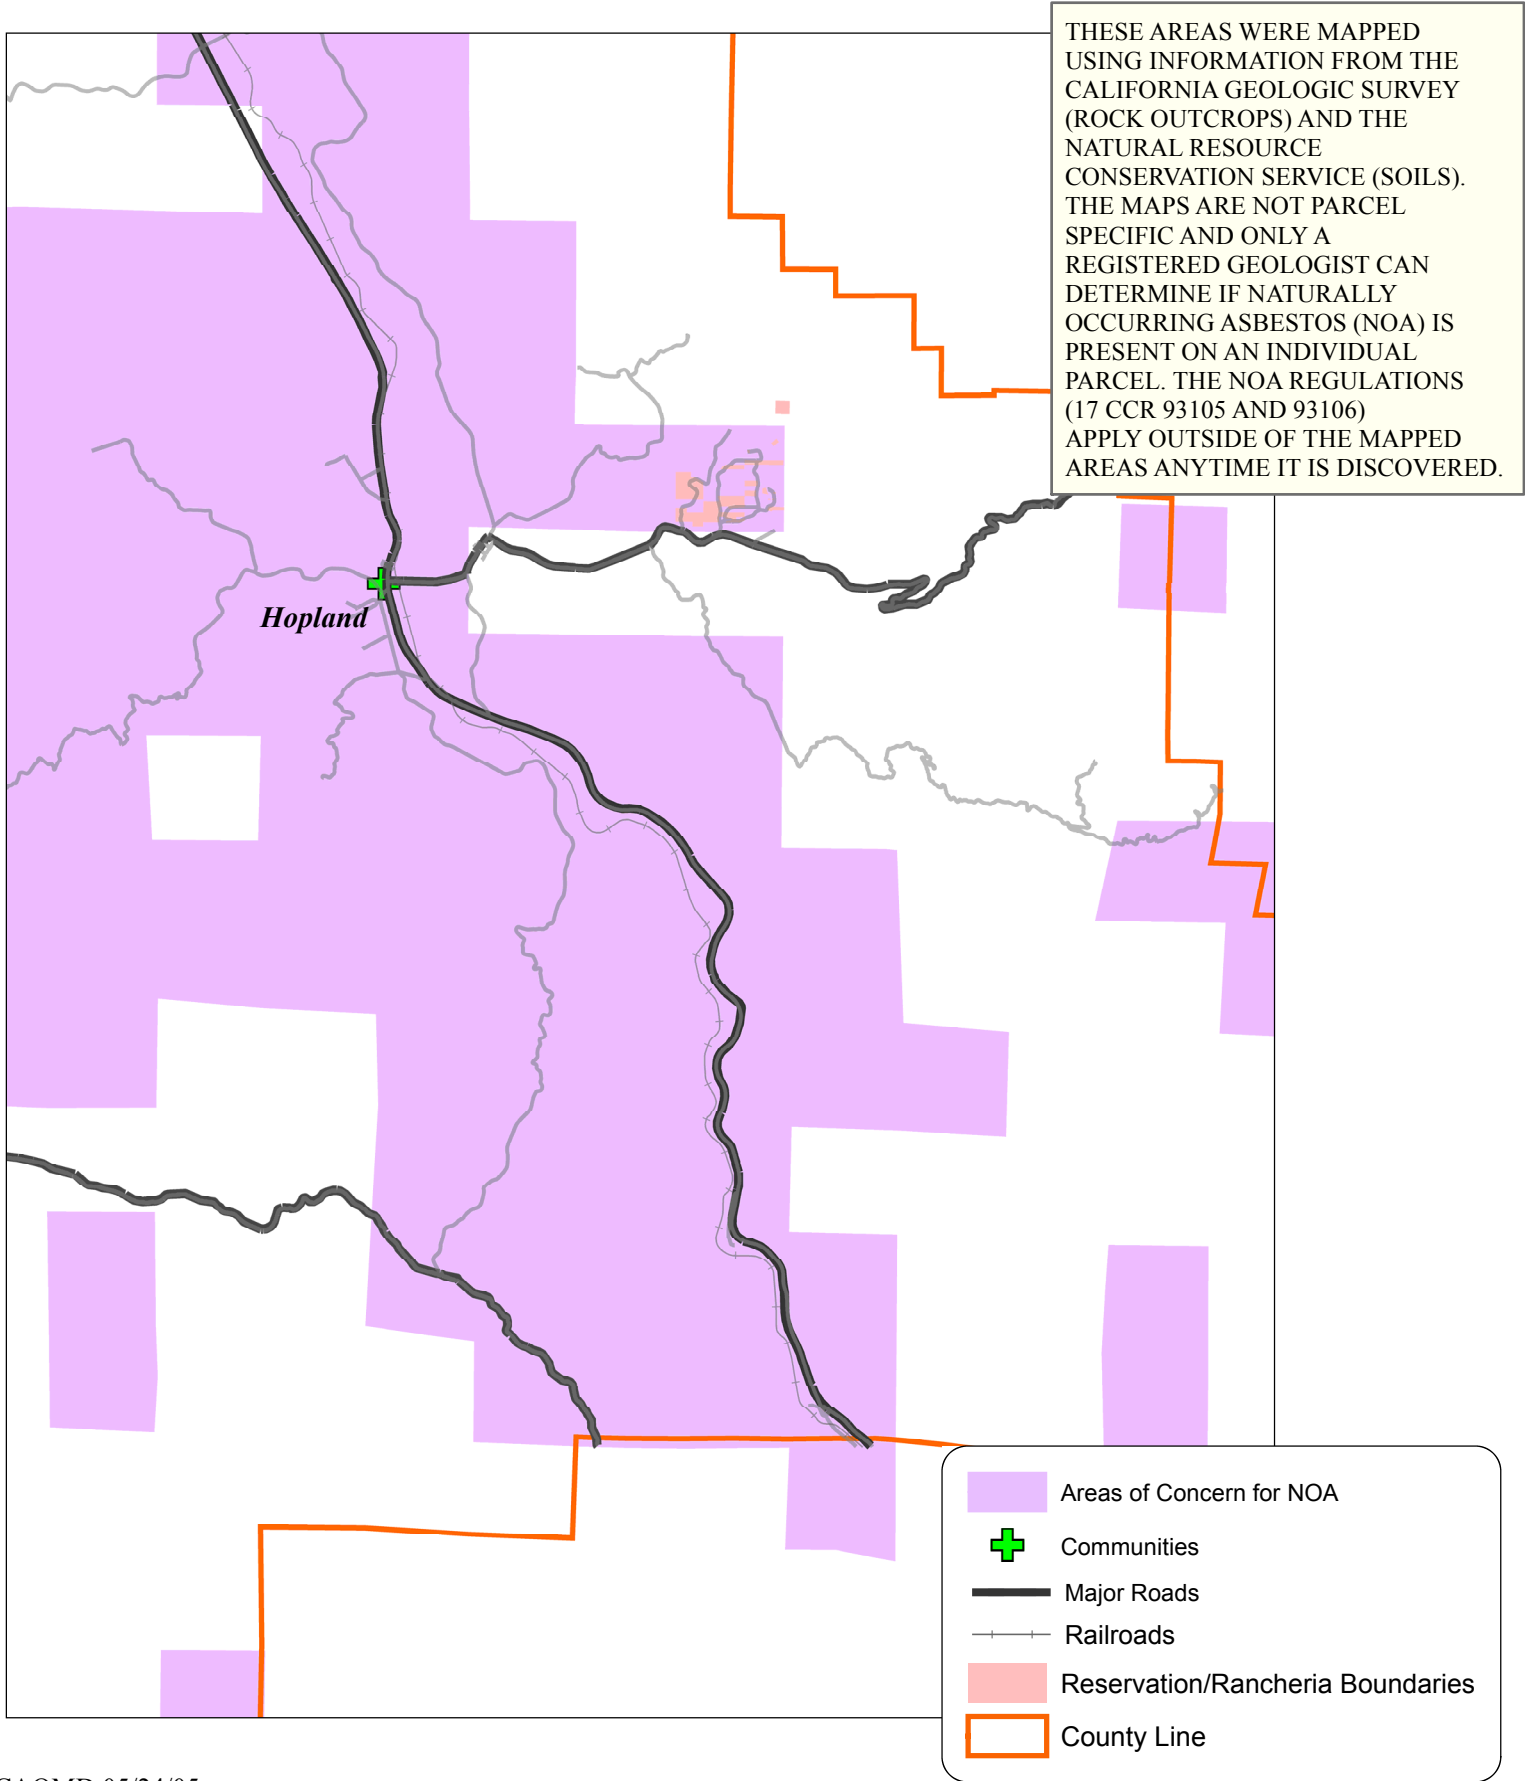 THESE AREAS WERE MAPPED
USING INFORMATION FROM THE
CALIFORNIA GEOLOGIC SURVEY
(ROCK OUTCROPS) AND THE
NATURAL RESOURCE
CONSERVATION SERVICE (SOILS).
THE MAPS ARE NOT PARCEL
SPECIFIC AND ONLY A
REGISTERED GEOLOGIST CAN
DETERMINE IF NATURALLY
OCCURRING ASBESTOS (NOA) IS
PRESENT ON AN INDIVIDUAL
PARCEL. THE NOA REGULATIONS
(17 CCR 93105 AND 93106)
APPLY OUTSIDE OF THE MAPPED
AREAS ANYTIME IT IS DISCOVERED.
Hopland
Areas of Concern for NOA
Communities
Major Roads
Railroads
Reservation/Rancheria Boundaries
County Line